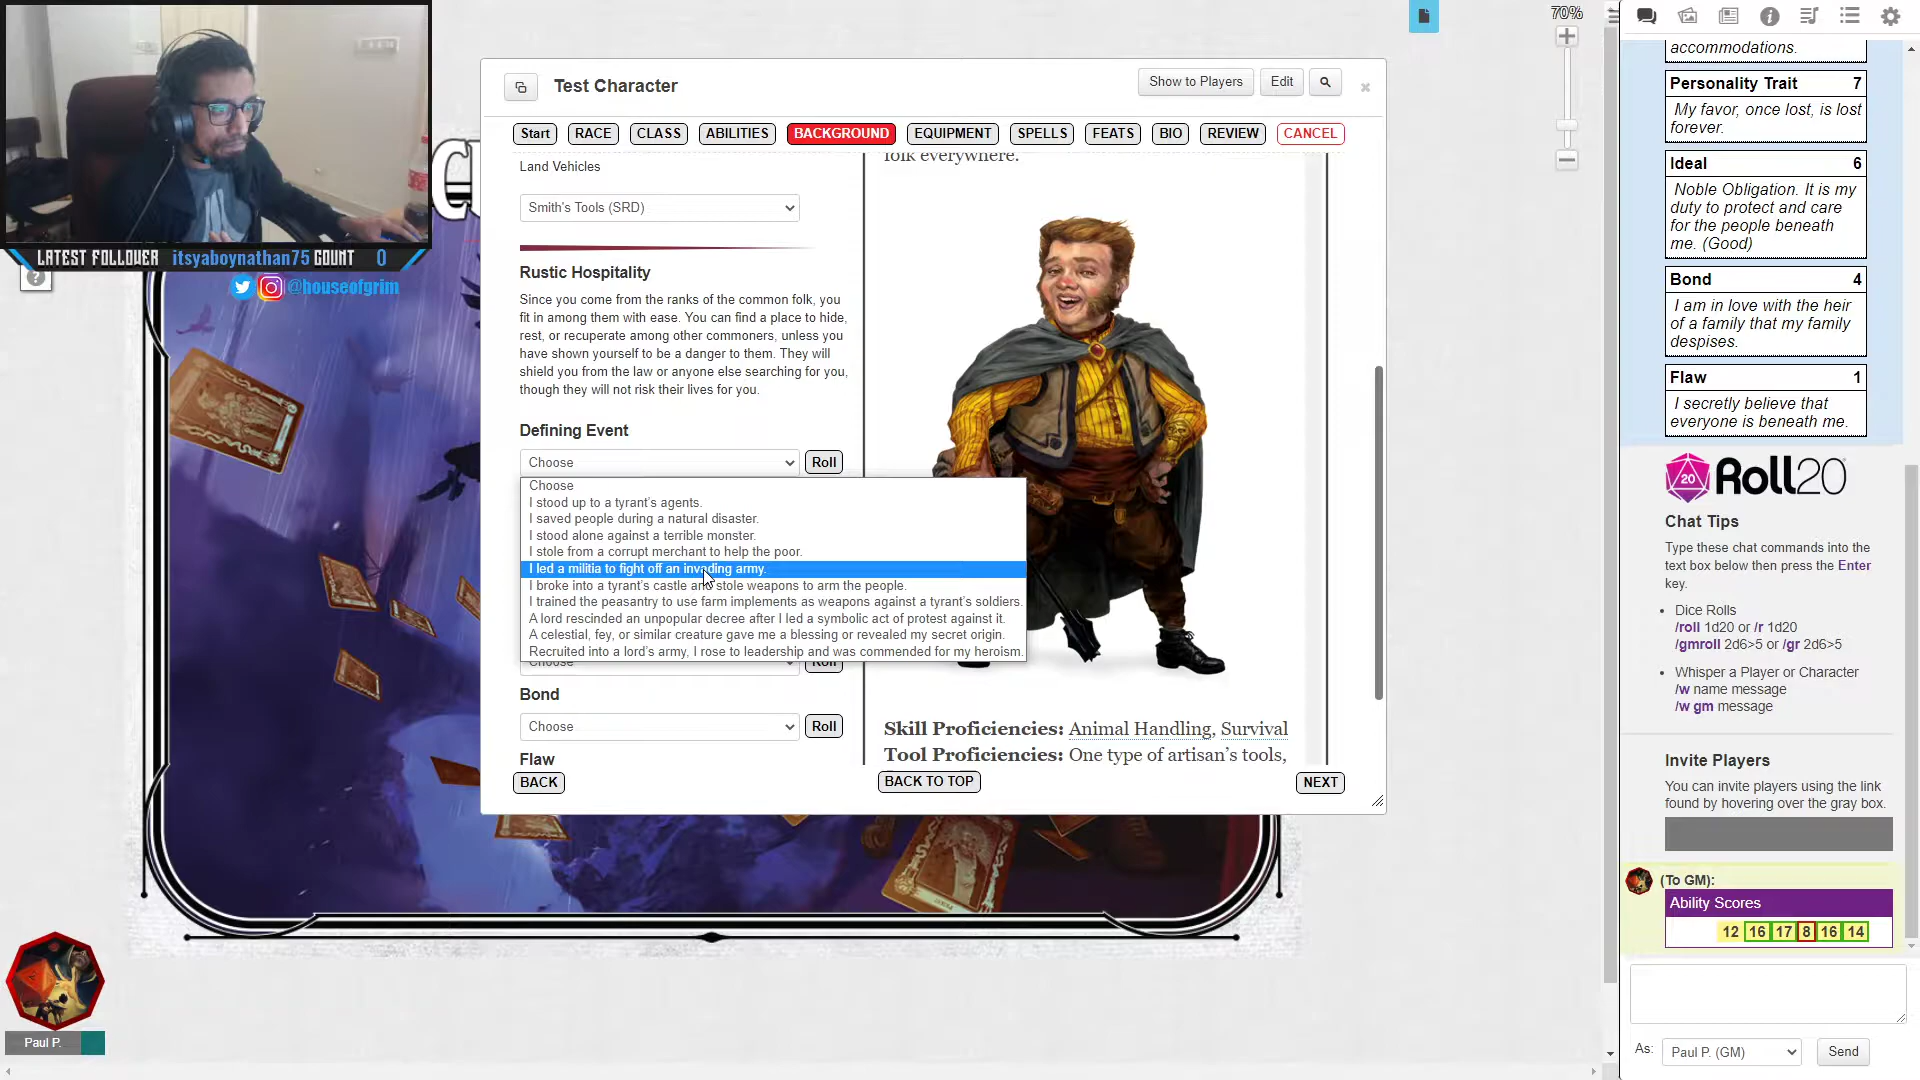 70%
Test Character
Show to Players
Edit
Start
RACE
CLASS
ABILITIES
BACKGROUND
EQUIPMENT
SPELLS
FEATS
BIO
REVIEW
CANCEL
Land Vehicles
Smith's Tools (SRD)
Rustic Hospitality
Since you come from the ranks of the common folk, you
fit in among them with ease. You can find a place to hide,
rest, or recuperate among other commoners, unless you
have shown yourself to be a danger to them. They will
shield you from the law or anyone else searching for you,
though they will not risk their lives for you.
Defining Event
Choose
Roll
Choose
I stood up to a tyrant's agents.
I saved people during a natural disaster.
I stood alone against a terrible monster.
I stole from a corrupt merchant to help the poor.
I led a militia to fight off an invading army.
I broke into a tyrant's castle and stole weapons to arm the people.
I trained the peasantry to use farm implements as weapons against a tyrant's soldiers.
A lord rescinded an unpopular decree after I led a symbolic act of protest against it.
A celestial, fey, or similar creature gave me a blessing or revealed my secret origin.
Recruited into a lord's army, I rose to leadership and was commended for my heroism.
Choose
Roll
Bond
Choose
Roll
Flaw
BACK
folk everywhere.
Skill Proficiencies: Animal Handling, Survival
Tool Proficiencies: One type of artisan's tools,
BACK TO TOP
NEXT
LATEST FOLLOWER itsyaboynathan75 COUNT 0
@houseofgrim
?
Paul P.
accommodations.
Personality Trait 7
My favor, once lost, is lost
forever.
Ideal 6
Noble Obligation. It is my
duty to protect and care
for the people beneath
me. (Good)
Bond 4
I am in love with the heir
of a family that my family
despises.
Flaw 1
I secretly believe that
everyone is beneath me.
20
Roll20
Chat Tips
Type these chat commands into the
text box below then press the Enter
key.
Dice Rolls
/roll 1d20 or /r 1d20
/gmroll 2d6>5 or /gr 2d6>5
Whisper a Player or Character
/w name message
/w gm message
Invite Players
You can invite players using the link
found by hovering over the gray box.
(To GM):
Ability Scores
12 16 17 8 16 14
As:
Paul P. (GM)
Send